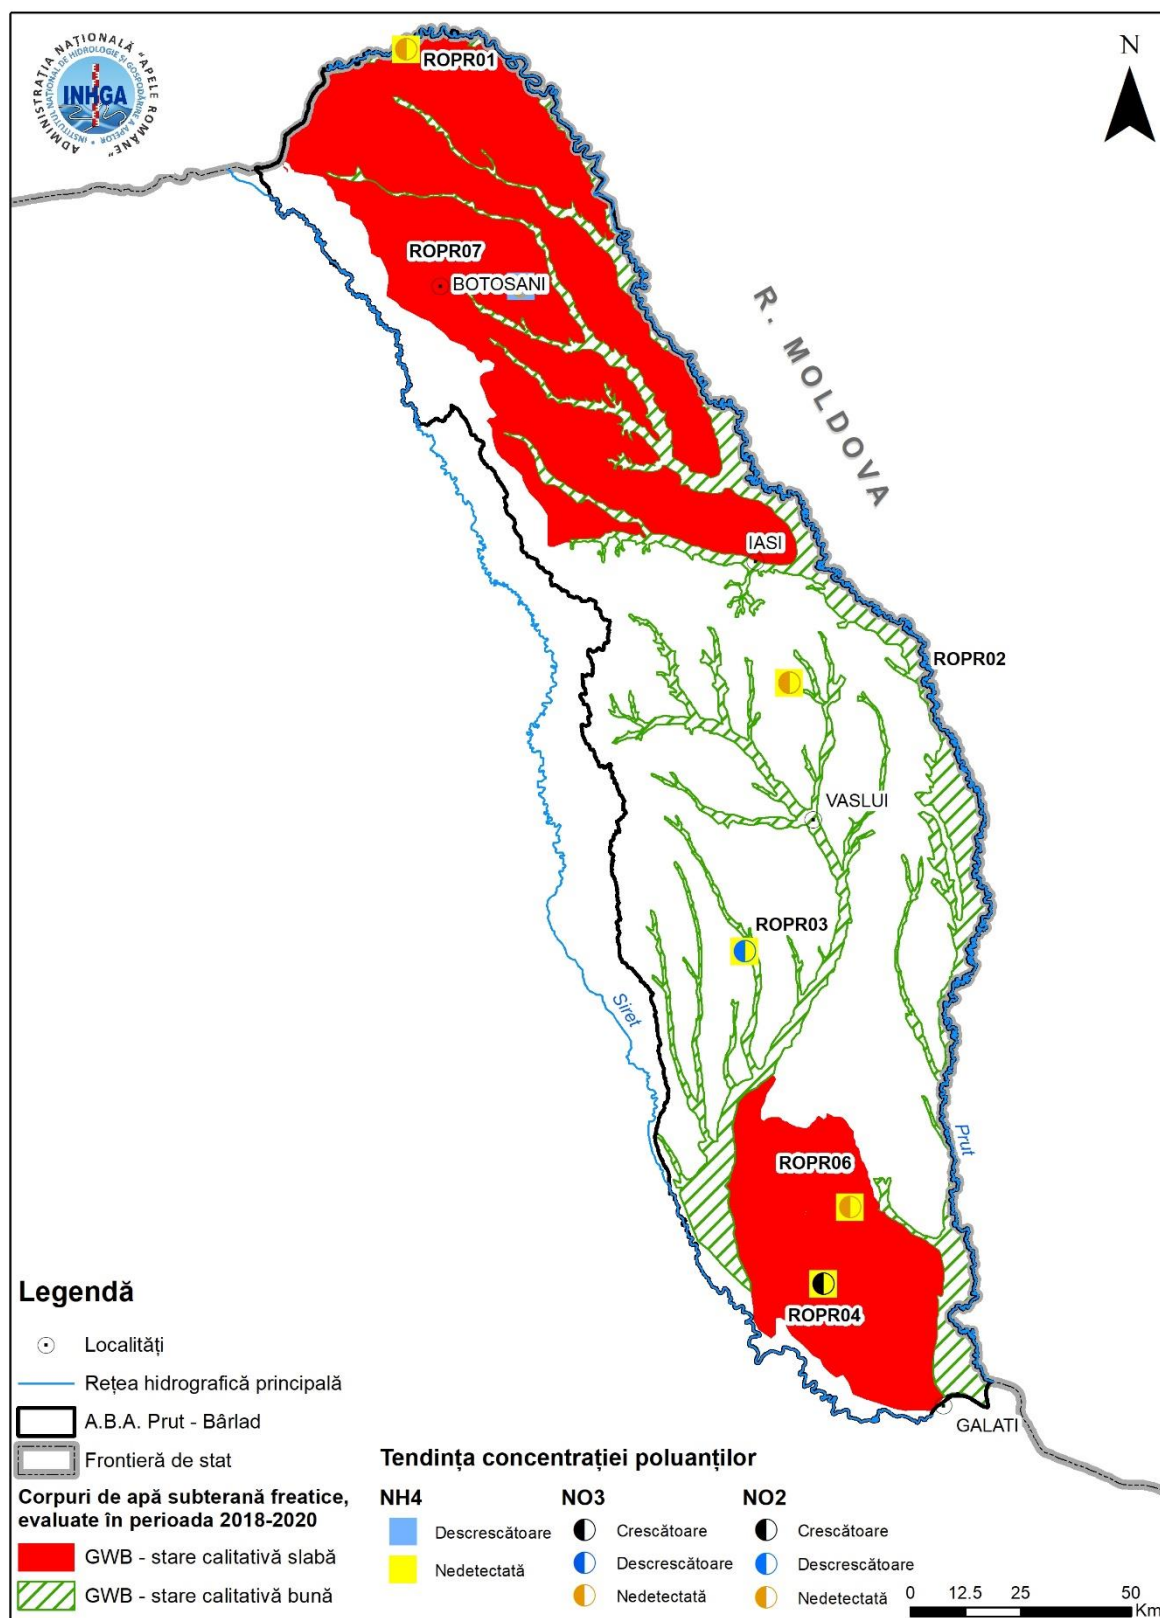 ADMINISTRAȚIA NAȚIONALĂ "APELE ROMÂNE"
INSTITUTUL NAȚIONAL DE HIDROLOGIE ȘI GOSPODĂRIRE A APELOR
INHGA
N
ROPR01
ROPR07
BOTOSANI
R. MOLDOVA
IASI
ROPR02
VASLUI
ROPR03
Siret
Prut
ROPR06
ROPR04
GALATI
Legendă
Localități
Rețea hidrografică principală
A.B.A. Prut - Bârlad
Frontieră de stat
Corpuri de apă subterană freatice,
evaluate în perioada 2018-2020
GWB - stare calitativă slabă
GWB - stare calitativă bună
Tendința concentrației poluanților
NH4
Descrescătoare
Nedetectată
NO3
Crescătoare
Descrescătoare
Nedetectată
NO2
Crescătoare
Descrescătoare
Nedetectată
0 12.5 25 50
Km